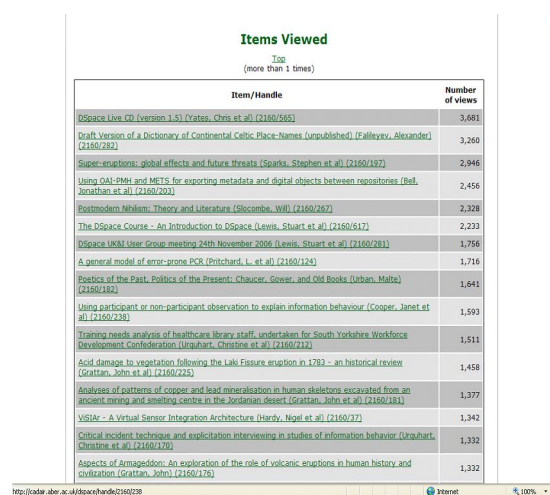 Items Viewed
Top
(more than 1 times)
Item/Handle
Number
of views
DSpace Live CD (version 1.5) (Yates, Chris et al) (2160/565)
3,681
Draft Version of a Dictionary of Continental Celtic Place-Names (unpublished) (Falileyev, Alexander)
(2160/282)
3,260
Super-eruptions: global effects and future threats (Sparks, Stephen et al) (2160/197)
2,946
Using OAI-PMH and METS for exporting metadata and digital objects between repositories (Bell,
Jonathan et al) (2160/203)
2,456
Postmodern Nihilism: Theory and Literature (Slocombe, Will) (2160/267)
2,328
The DSpace Course - An Introduction to DSpace (Lewis, Stuart et al) (2160/617)
2,233
DSpace UK&I User Group meeting 24th November 2006 (Lewis, Stuart et al) (2160/281)
1,756
A general model of error-prone PCR (Pritchard, L. et al) (2160/124)
1,716
Poetics of the Past, Politics of the Present: Chaucer, Gower, and Old Books (Urban, Malte)
(2160/182)
1,641
Using participant or non-participant observation to explain information behaviour (Cooper, Janet et
al) (2160/238)
1,593
Training needs analysis of healthcare library staff, undertaken for South Yorkshire Workforce
Development Confederation (Urquhart, Christine et al) (2160/212)
1,511
Acid damage to vegetation following the Laki Fissure eruption in 1783 - an historical review
(Grattan, John et al) (2160/225)
1,458
Analyses of patterns of copper and lead mineralisation in human skeletons excavated from an
ancient mining and smelting centre in the Jordanian desert (Grattan, John et al) (2160/181)
1,377
ViSIAr - A Virtual Sensor Integration Architecture (Hardy, Nigel et al) (2160/37)
1,342
Critical incident technique and explicitation interviewing in studies of information behavior (Urquhart,
Christine et al) (2160/170)
1,332
Aspects of Armageddon: An exploration of the role of volcanic eruptions in human history and
civilization (Grattan, John) (2160/176)
1,332
http://cadair.aber.ac.uk/dspace/handle/2160/238
Internet
100%